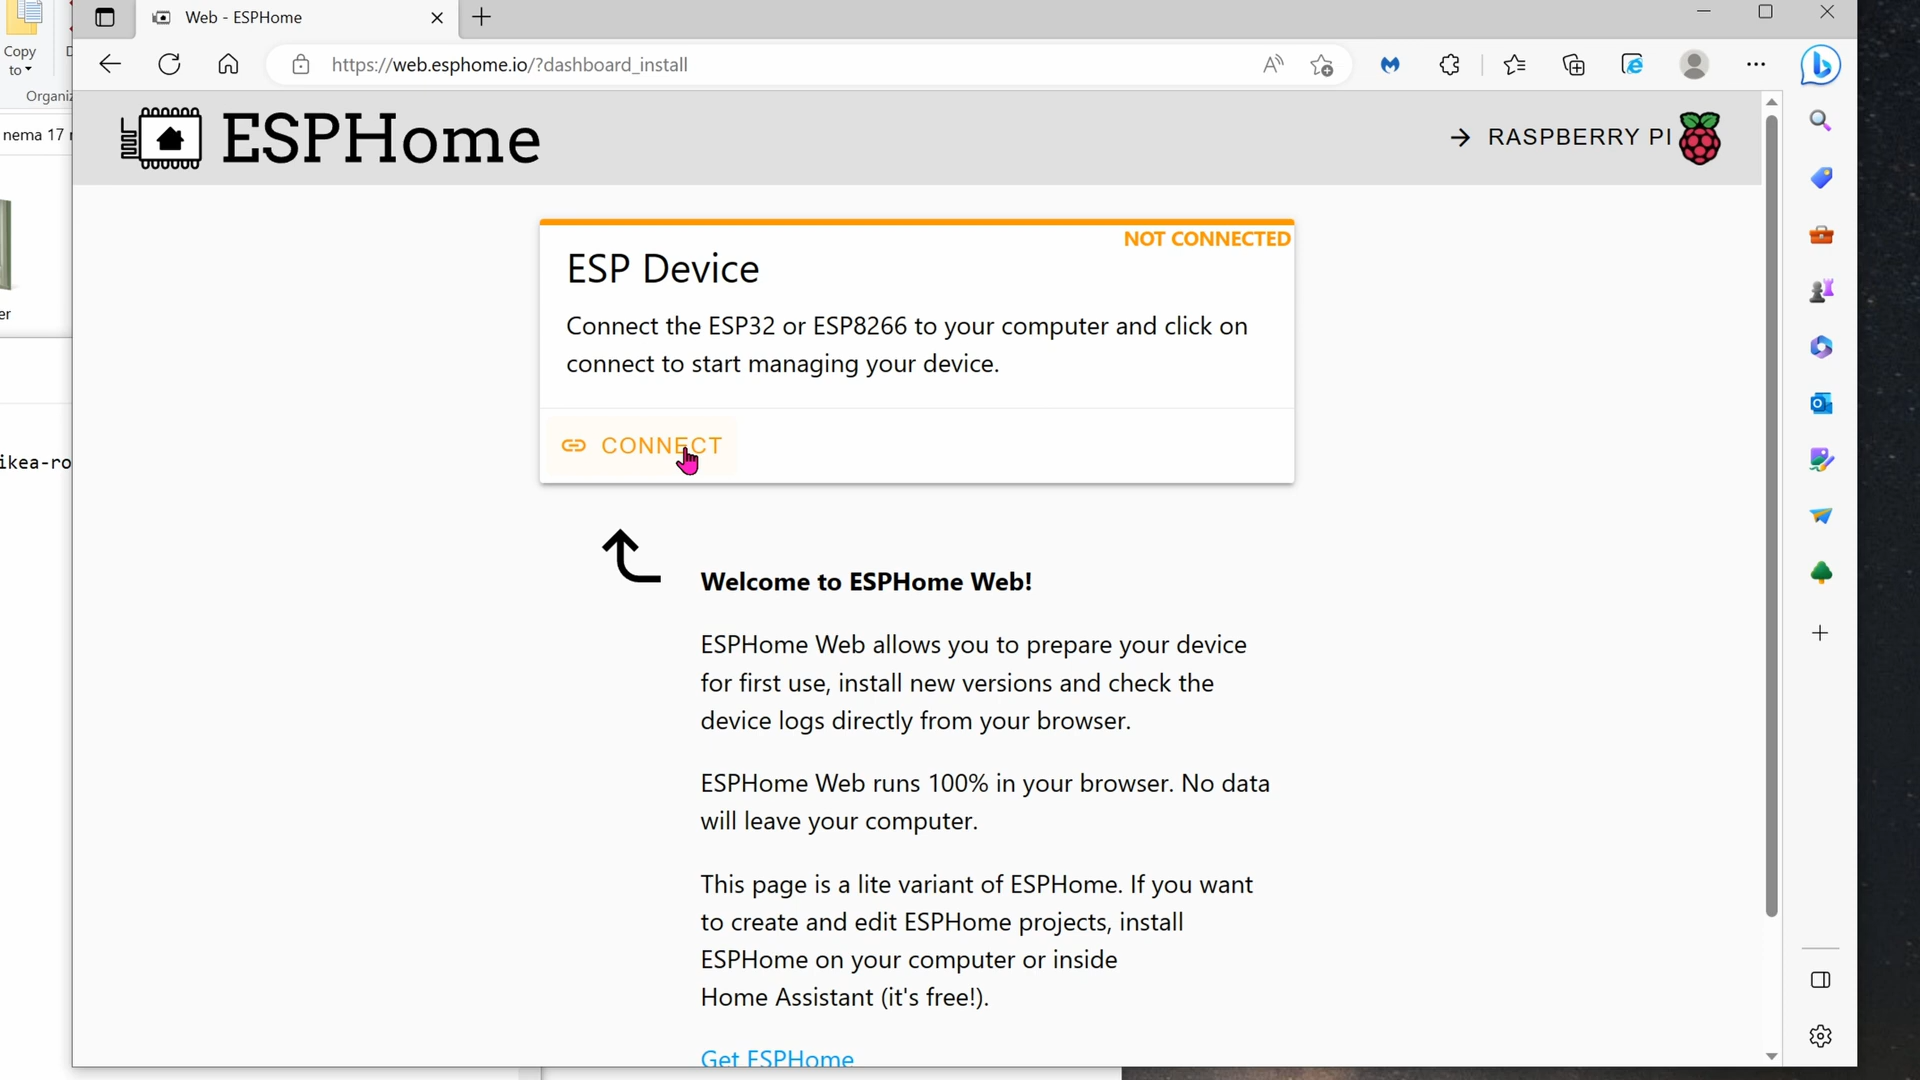 Web - ESPHome
Copy
to
https://web.esphome.io/?dashboard_install
nema 17
ESPHome
RASPBERRY PI
NOT CONNECTED
ESP Device
Connect the ESP32 or ESP8266 to your computer and click on
connect to start managing your device.
CONNECT
ikea-ro
Welcome to ESPHome Web!
ESPHome Web allows you to prepare your device
for first use, install new versions and check the
device logs directly from your browser.
ESPHome Web runs 100% in your browser. No data
will leave your computer.
This page is a lite variant of ESPHome. If you want
to create and edit ESPHome projects, install
ESPHome on your computer or inside
Home Assistant (it's free!).
Get ESPHome